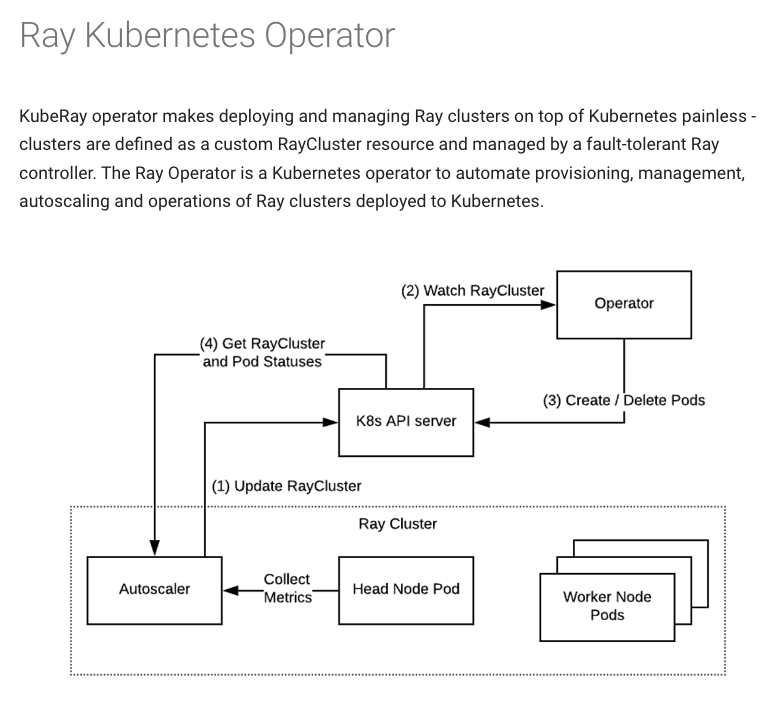 Ray Kubernetes Operator
KubeRay operator makes deploying and managing Ray clusters on top of Kubernetes painless -
clusters are defined as a custom RayCluster resource and managed by a fault-tolerant Ray
controller. The Ray Operator is a Kubernetes operator to automate provisioning, management,
autoscaling and operations of Ray clusters deployed to Kubernetes.
(2) Watch RayCluster
Operator
(4) Get RayCluster
and Pod Statuses
(3) Create / Delete Pods
K8s API server
(1) Update RayCluster
Ray Cluster
Autoscaler
Collect
Metrics
Head Node Pod
Worker Node
Pods